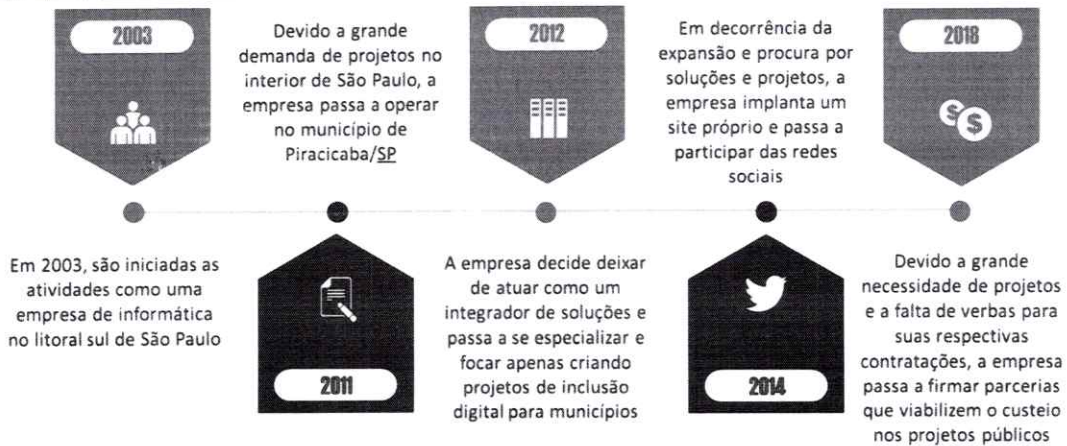 2003
Em 2003, são iniciadas as
atividades como uma
empresa de informática
no litoral sul de São Paulo
Devido a grande
demanda de projetos no
interior de São Paulo, a
empresa passa a operar
no município de
Piracicaba/SP
2011
2012
A empresa decide deixar
de atuar como um
integrador de soluções e
passa a se especializar e
focar apenas criando
projetos de inclusão
digital para municípios
Em decorrência da
expansão e procura por
soluções e projetos, a
empresa implanta um
site próprio e passa a
participar das redes
sociais
2014
2018
Devido a grande
necessidade de projetos
e a falta de verbas para
suas respectivas
contratações, a empresa
passa a firmar parcerias
que viabilizem o custeio
nos projetos públicos